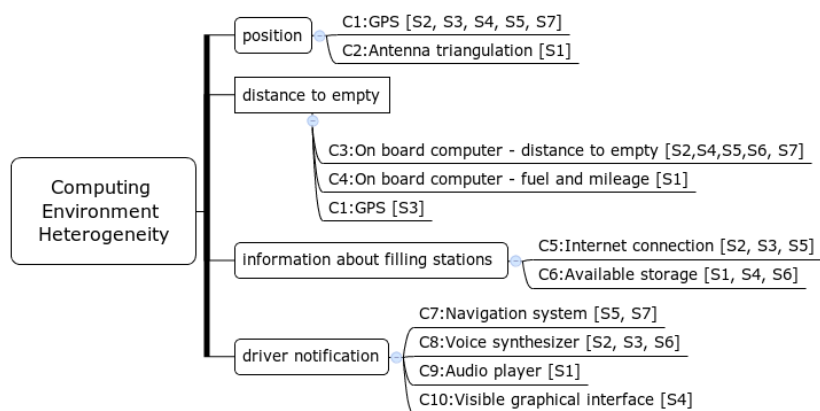 Computing
Environment
Heterogeneity
position
C1:GPS [S2, S3, S4, S5, S7]
C2:Antenna triangulation [S1]
distance to empty
C3:On board computer - distance to empty [S2,S4,S5,S6, S7]
C4:On board computer - fuel and mileage [S1]
C1:GPS [S3]
information about filling stations
C5:Internet connection [S2, S3, S5]
C6:Available storage [S1, S4, S6]
driver notification
C7:Navigation system [S5, S7]
C8:Voice synthesizer [S2, S3, S6]
C9:Audio player [S1]
C10:Visible graphical interface [S4]